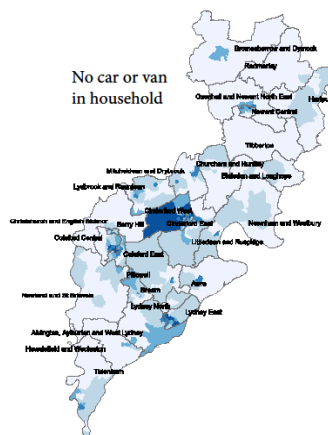 Bromesberrow and Dymock
Redmarley
No car or van
in household
Oxenhall and Newent North East
Newent Central
Tibberton
Churcham and Huntley
Blaisdon and Longhope
Mitcheldean and Drybrook
Lydbrook and Ruardean
Cinderford West
Christchurch and English Bicknor
Berry Hill
Cinderford East
Newnham and Westbury
Coleford Central
Littledean and Ruspidge
Coleford East
Pillowell
Newland and St Briavels
Bream
Awre
Lydney North
Lydney East
Alvington, Aylburton and West Lydney
Hewelsfield and Woolaston
Tidenham